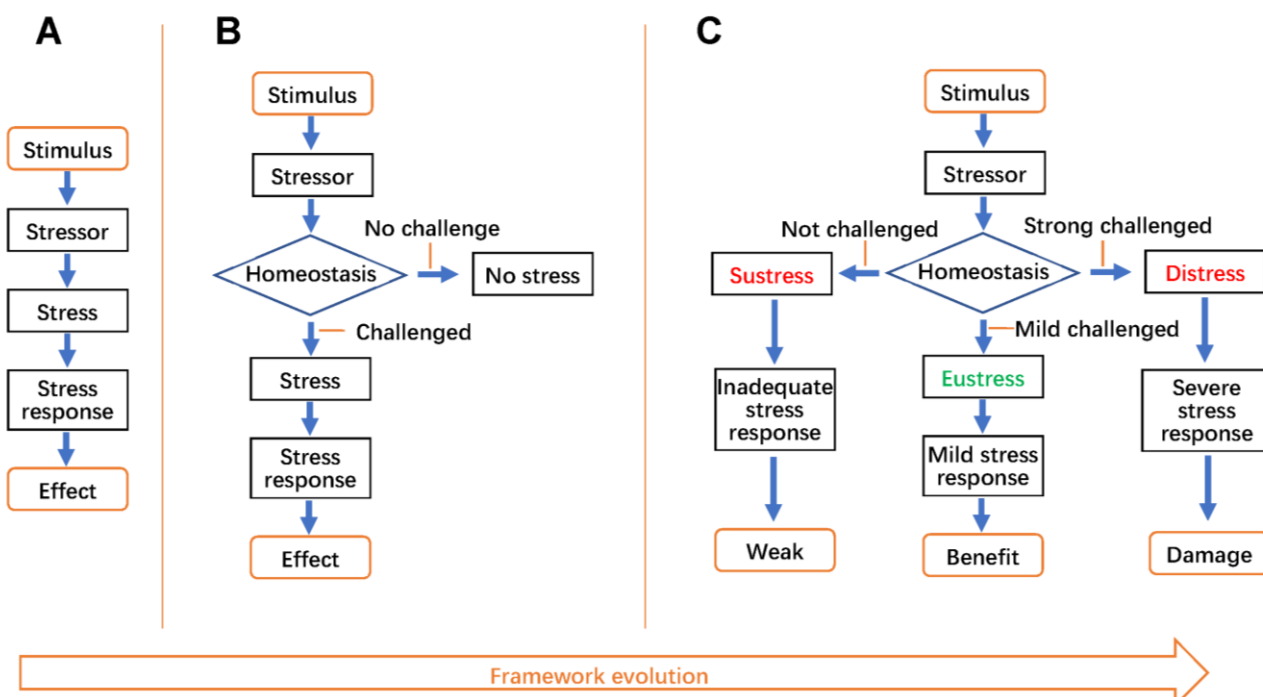 A
Stimulus
Stressor
Stress
Stress
response
Effect
B
Stimulus
Stressor
Homeostasis
No challenge
No stress
Challenged
Stress
Stress
response
Effect
C
Stimulus
Stressor
Homeostasis
Not challenged
Strong challenged
Sustress
Distress
Mild challenged
Inadequate
stress
response
Eustress
Severe
stress
response
Mild stress
response
Weak
Benefit
Damage
Framework evolution